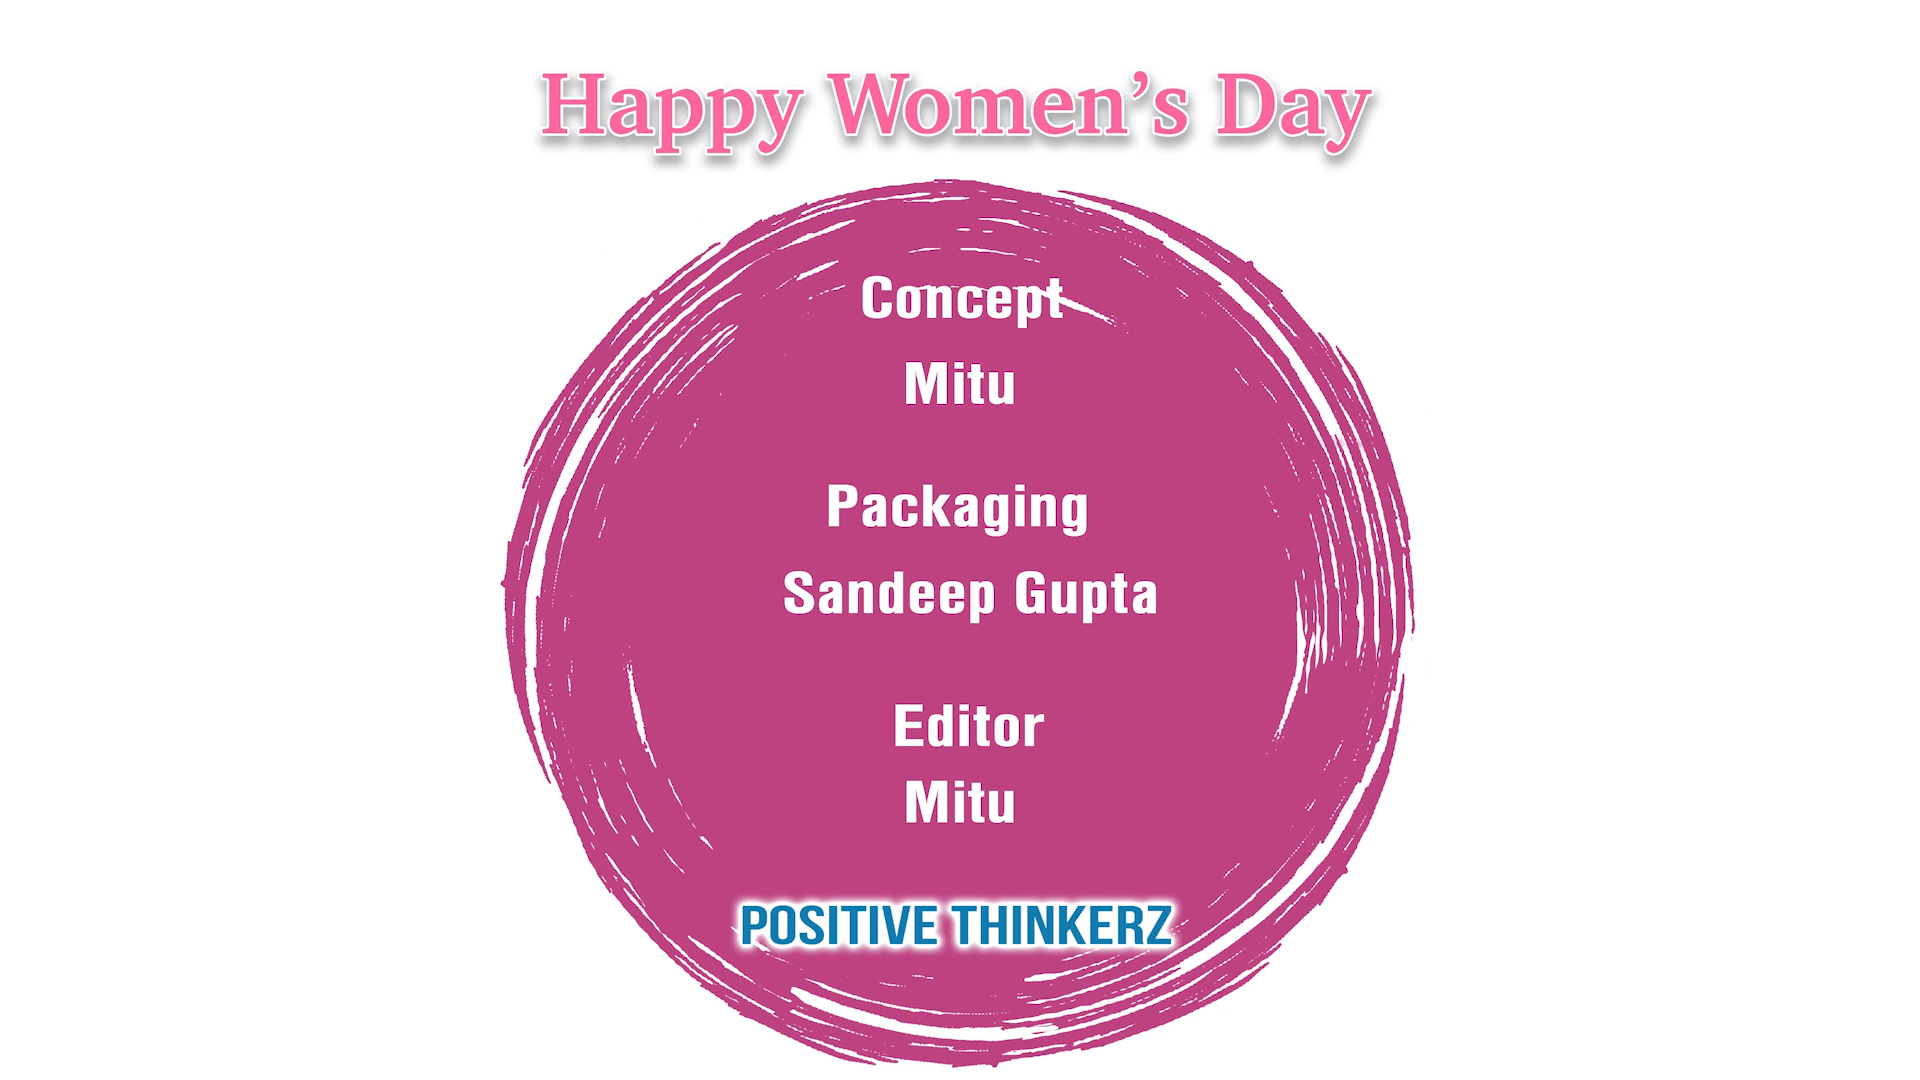 Happy Women’s Day
Concept
Mitu
Packaging
Sandeep Gupta
Editor
Mitu
POSITIVE THINKERZ